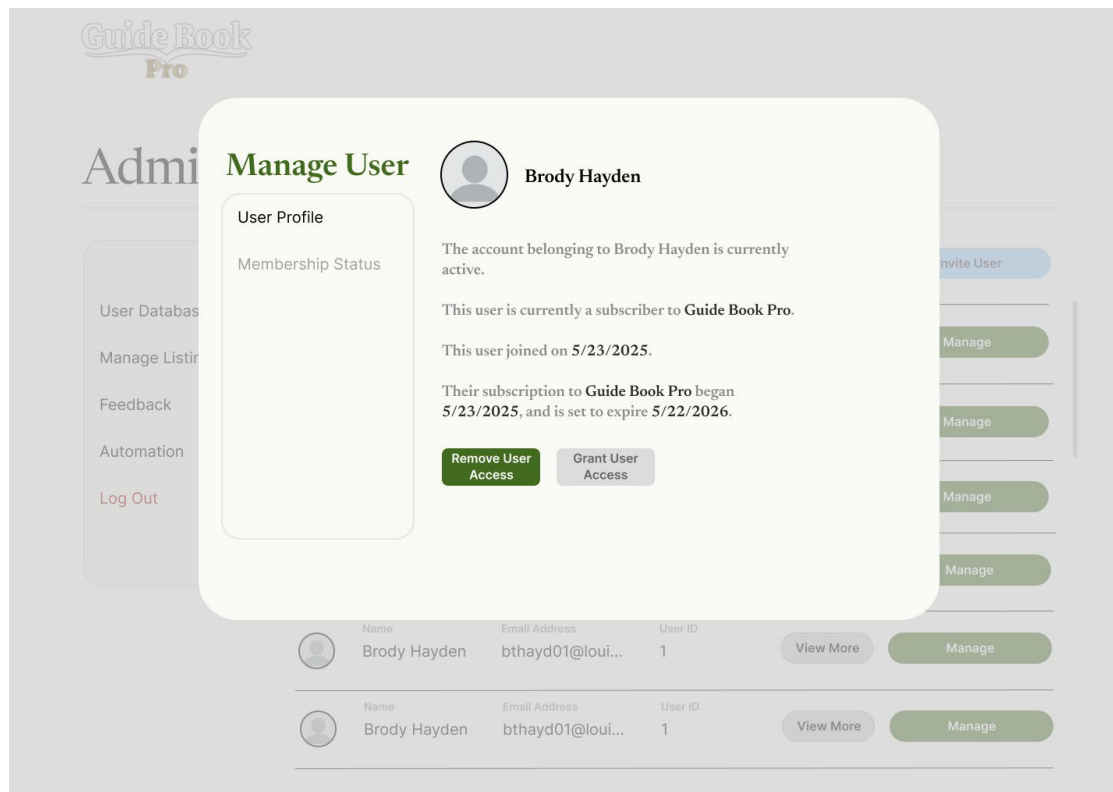 Guide Book
Pro
Admi
Manage User
Brody Hayden
User Profile
Membership Status
The account belonging to Brody Hayden is currently
active.
This user is currently a subscriber to Guide Book Pro.
This user joined on 5/23/2025.
Their subscription to Guide Book Pro began
5/23/2025, and is set to expire 5/22/2026.
Remove User
Access
Grant User
Access
User Databas
Manage Listin
Feedback
Automation
Log Out
nvite User
Manage
Manage
Manage
Manage
Name Email Address User ID
Brody Hayden bthayd01@loui... 1 View More Manage
Name Email Address User ID
Brody Hayden bthayd01@loui... 1 View More Manage